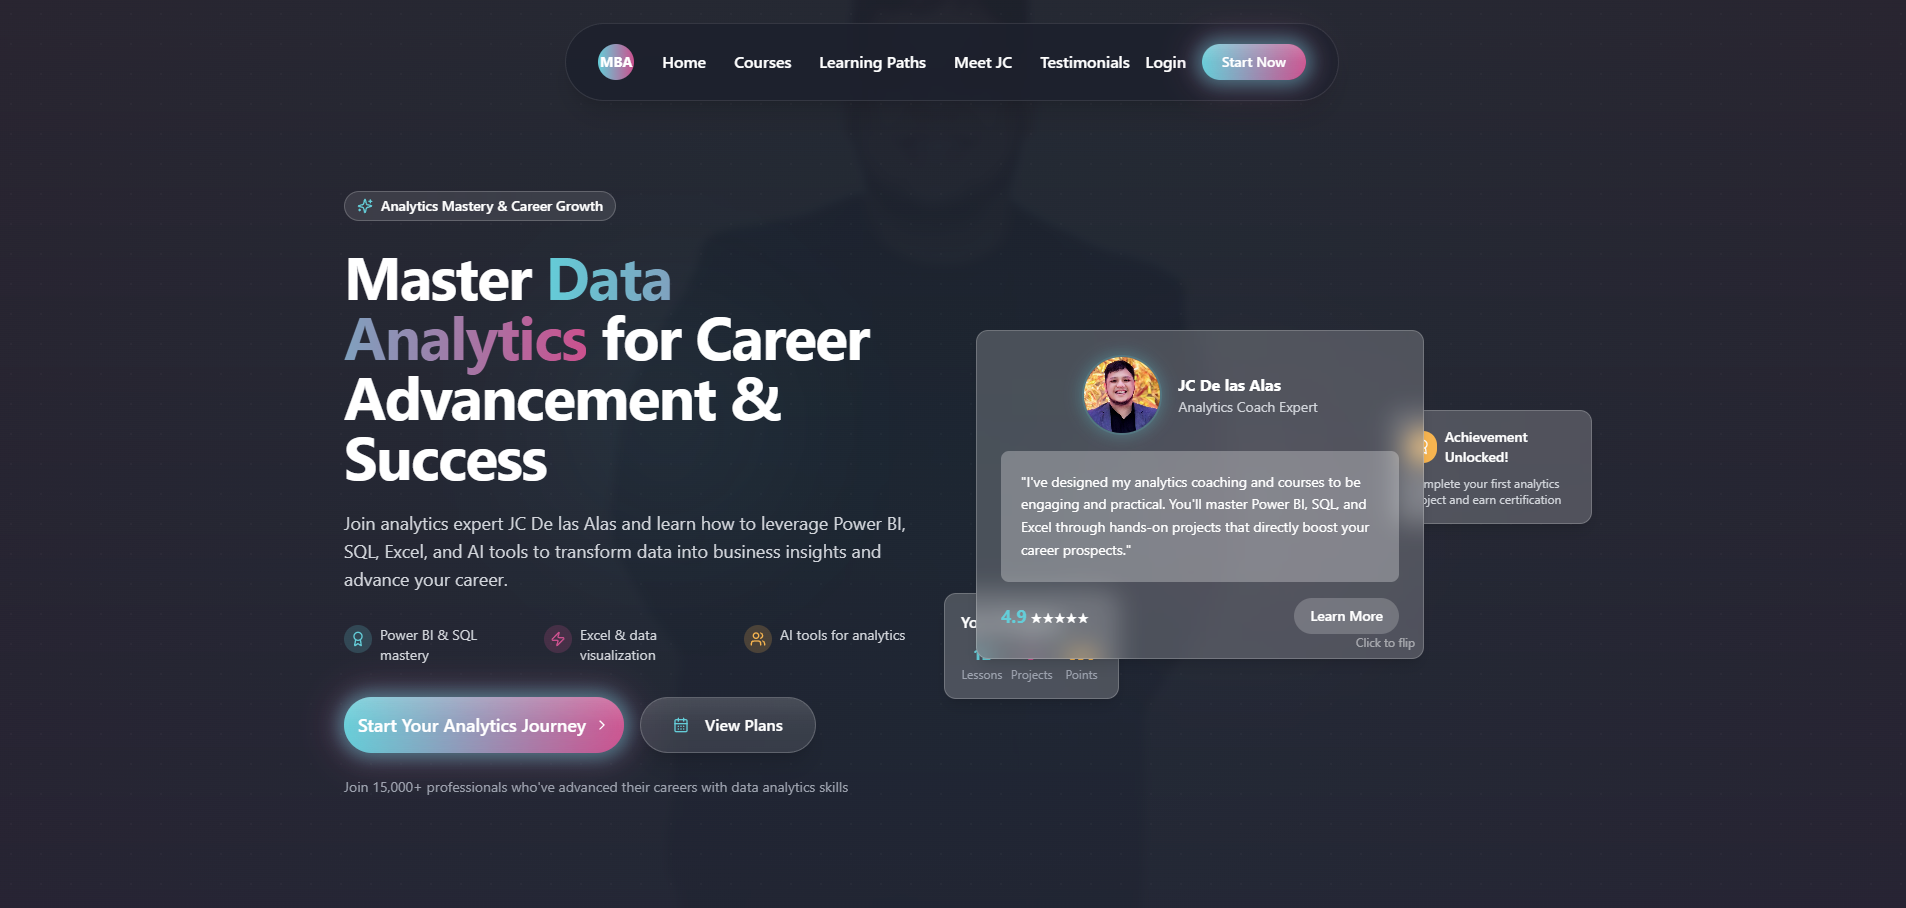 MBA Home Courses Learning Paths Meet JC Testimonials Login Start Now
Analytics Mastery & Career Growth
Master Data
Analytics for Career
Advancement &
Success
Join analytics expert JC De las Alas and learn how to leverage Power BI,
SQL, Excel, and AI tools to transform data into business insights and
advance your career.
Power BI & SQL
mastery
Excel & data
visualization
AI tools for analytics
Start Your Analytics Journey
View Plans
Join 15,000+ professionals who've advanced their careers with data analytics skills
JC De las Alas
Analytics Coach Expert
"I've designed my analytics coaching and courses to be
engaging and practical. You'll master Power BI, SQL, and
Excel through hands-on projects that directly boost your
career prospects."
4.9 ★★★★★
Learn More
Click to flip
Achievement
Unlocked!
your first analytics
and earn certification
Lessons Projects Points